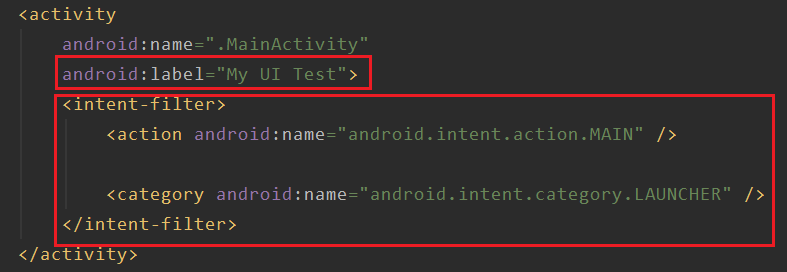 <activity
android:name=".MainActivity"
android:label="My UI Test">
<intent-filter>
<action android:name="android.intent.action.MAIN" />
<category android:name="android.intent.category.LAUNCHER" />
</intent-filter>
</activity>